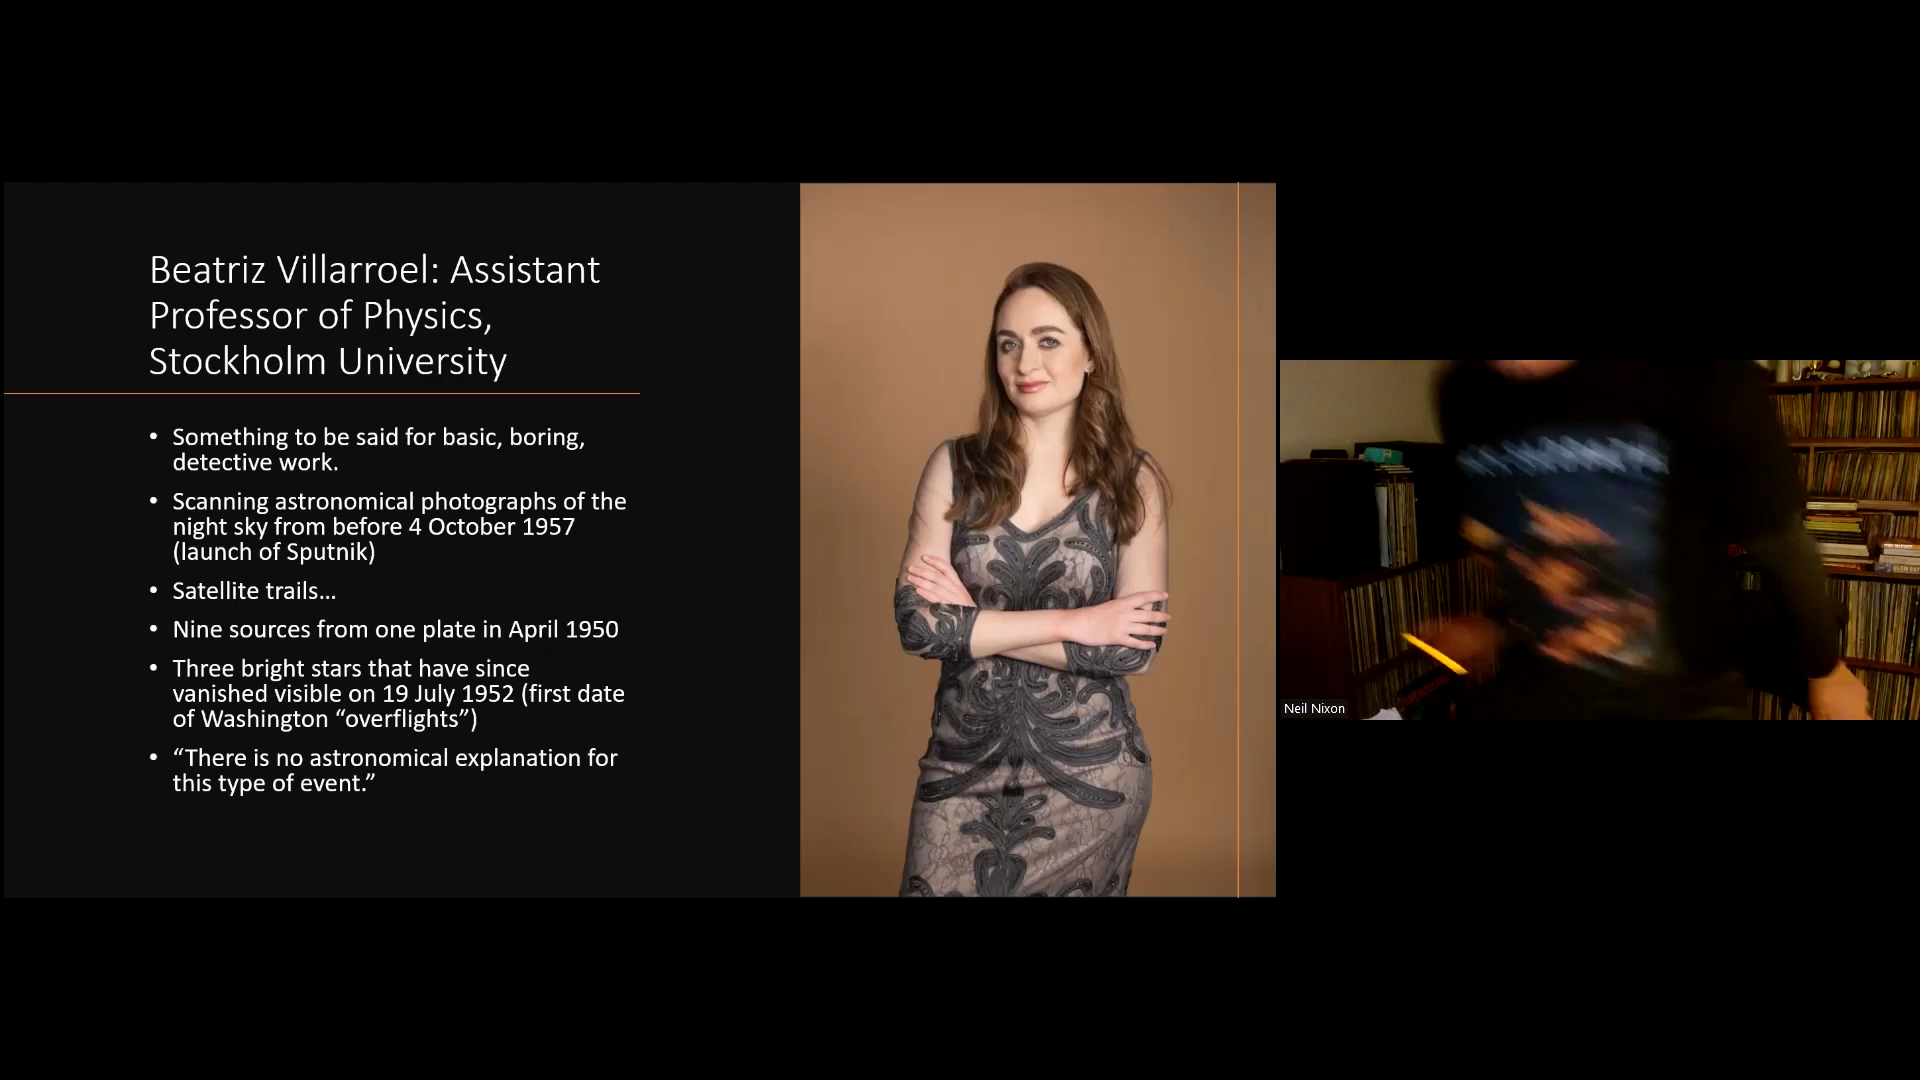 Beatriz Villarroel: Assistant
Professor of Physics,
Stockholm University
• Something to be said for basic, boring,
detective work.
• Scanning astronomical photographs of the
night sky from before 4 October 1957
(launch of Sputnik)
• Satellite trails...
• Nine sources from one plate in April 1950
• Three bright stars that have since
vanished visible on 19 July 1952 (first date
of Washington “overflights”)
• “There is no astronomical explanation for
this type of event.”
Neil Nixon